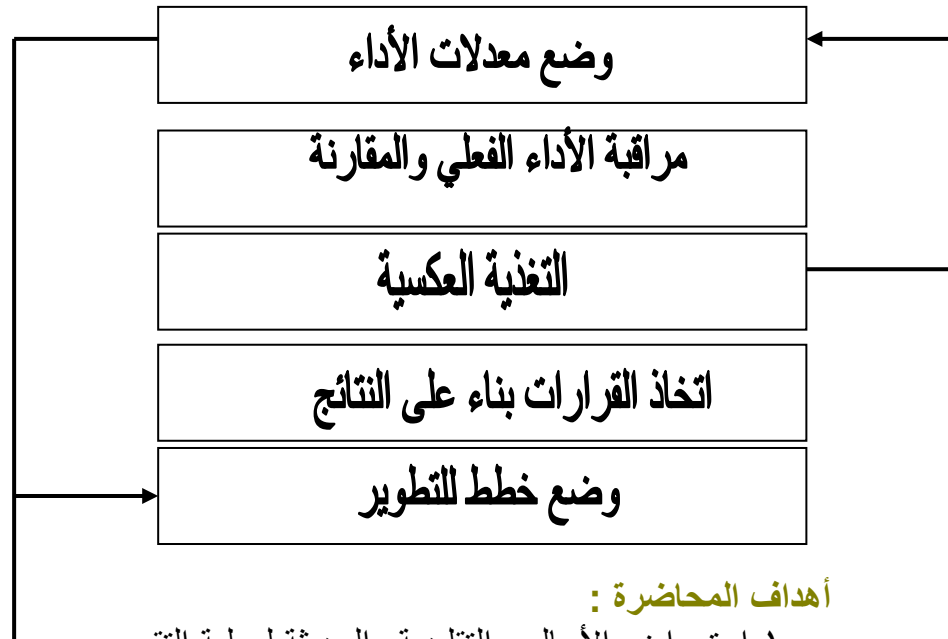 وضع معدلات الأداء
مراقبة الأداء الفعلي والمقارنة
التغذية العكسية
اتخاذ القرارات بناء على النتائج
وضع خطط للتطوير
أهداف المحاضرة :